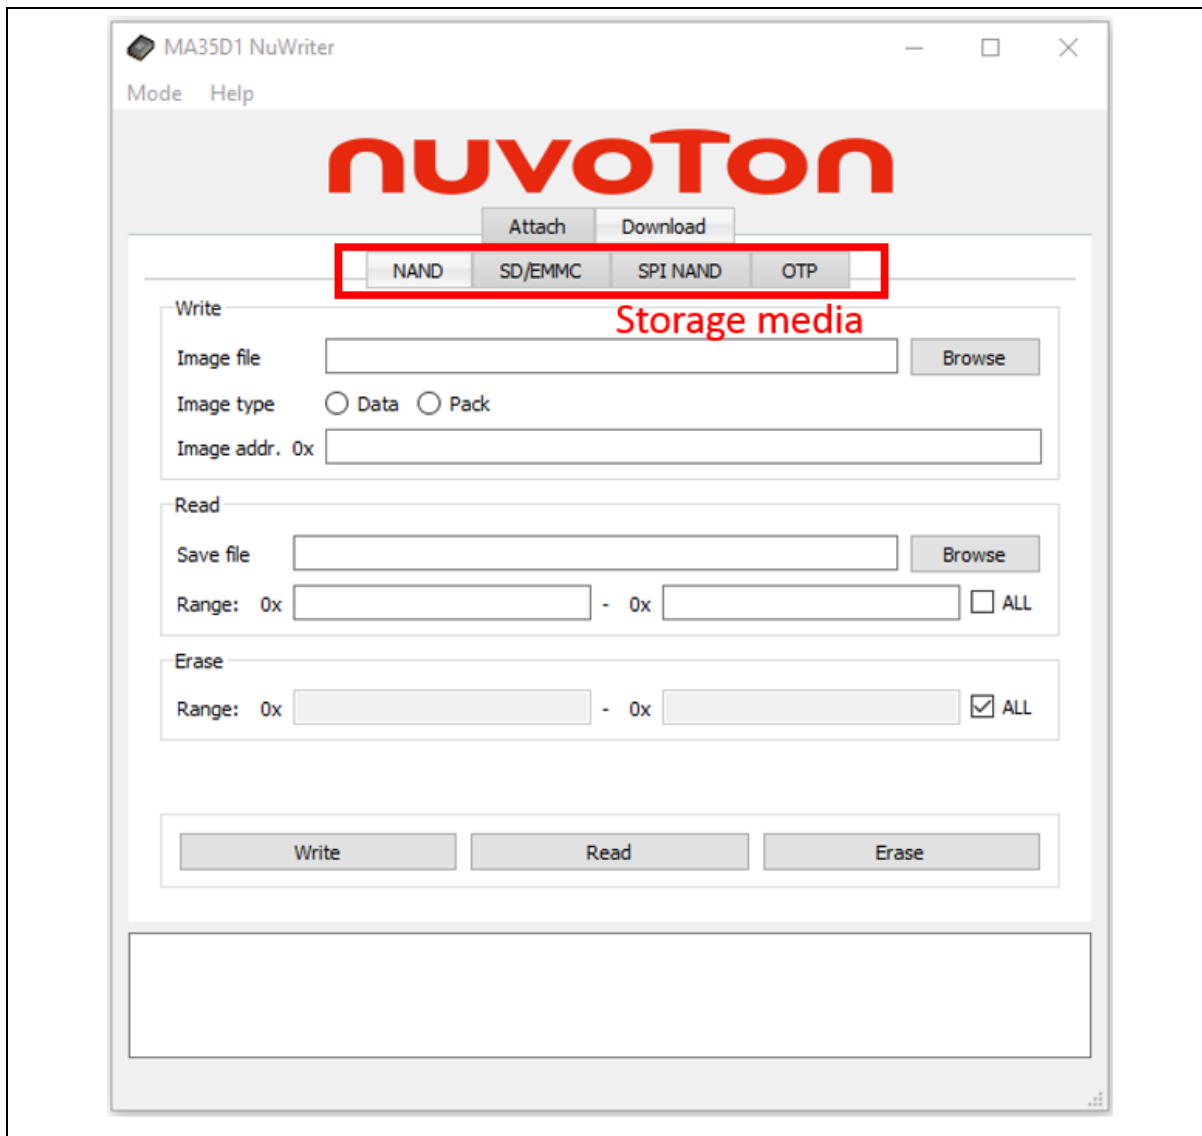 MA35D1 NuWriter
Mode Help
nuvoTon
Attach Download
NAND SD/EMMC SPI NAND OTP
Storage media
Write
Image file Browse
Image type Data Pack
Image addr. 0x
Read
Save file Browse
Range: 0x - 0x ALL
Erase
Range: 0x - 0x ALL
Write Read Erase